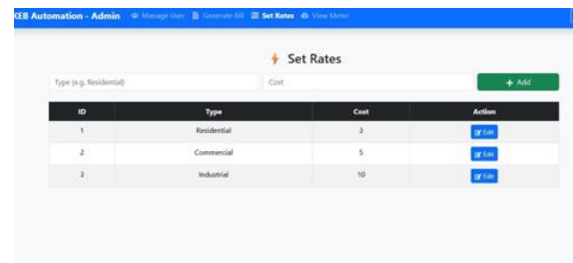 KEB Automation - Admin Manage User Generate Bill Set Rates View Meter
Set Rates
Type (e.g. Residential) Cost + Add
ID Type Cost Action
1 Residential 3 Edit
2 Commercial 5 Edit
3 Industrial 10 Edit